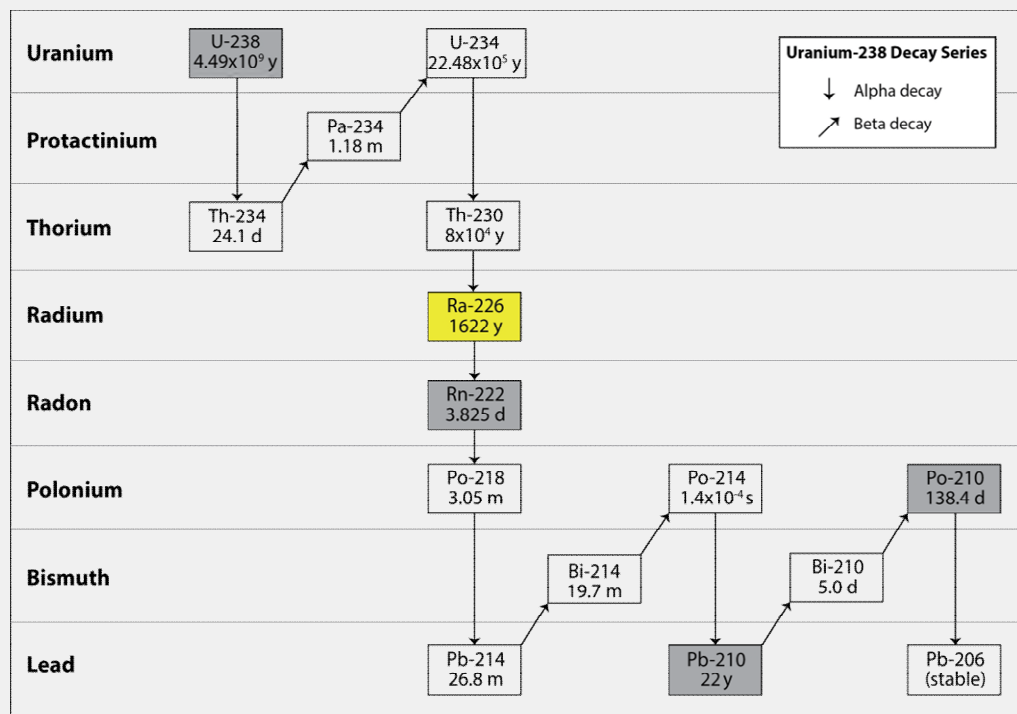 Uranium
U-238
4.49x10⁹ y
U-234
22.48x10⁵ y
Uranium-238 Decay Series
Alpha decay
Beta decay
Protactinium
Pa-234
1.18 m
Thorium
Th-234
24.1 d
Th-230
8x10⁴ y
Radium
Ra-226
1622 y
Radon
Rn-222
3.825 d
Polonium
Po-218
3.05 m
Po-214
1.4x10⁻⁴ s
Po-210
138.4 d
Bismuth
Bi-214
19.7 m
Bi-210
5.0 d
Lead
Pb-214
26.8 m
Pb-210
22 y
Pb-206
(stable)